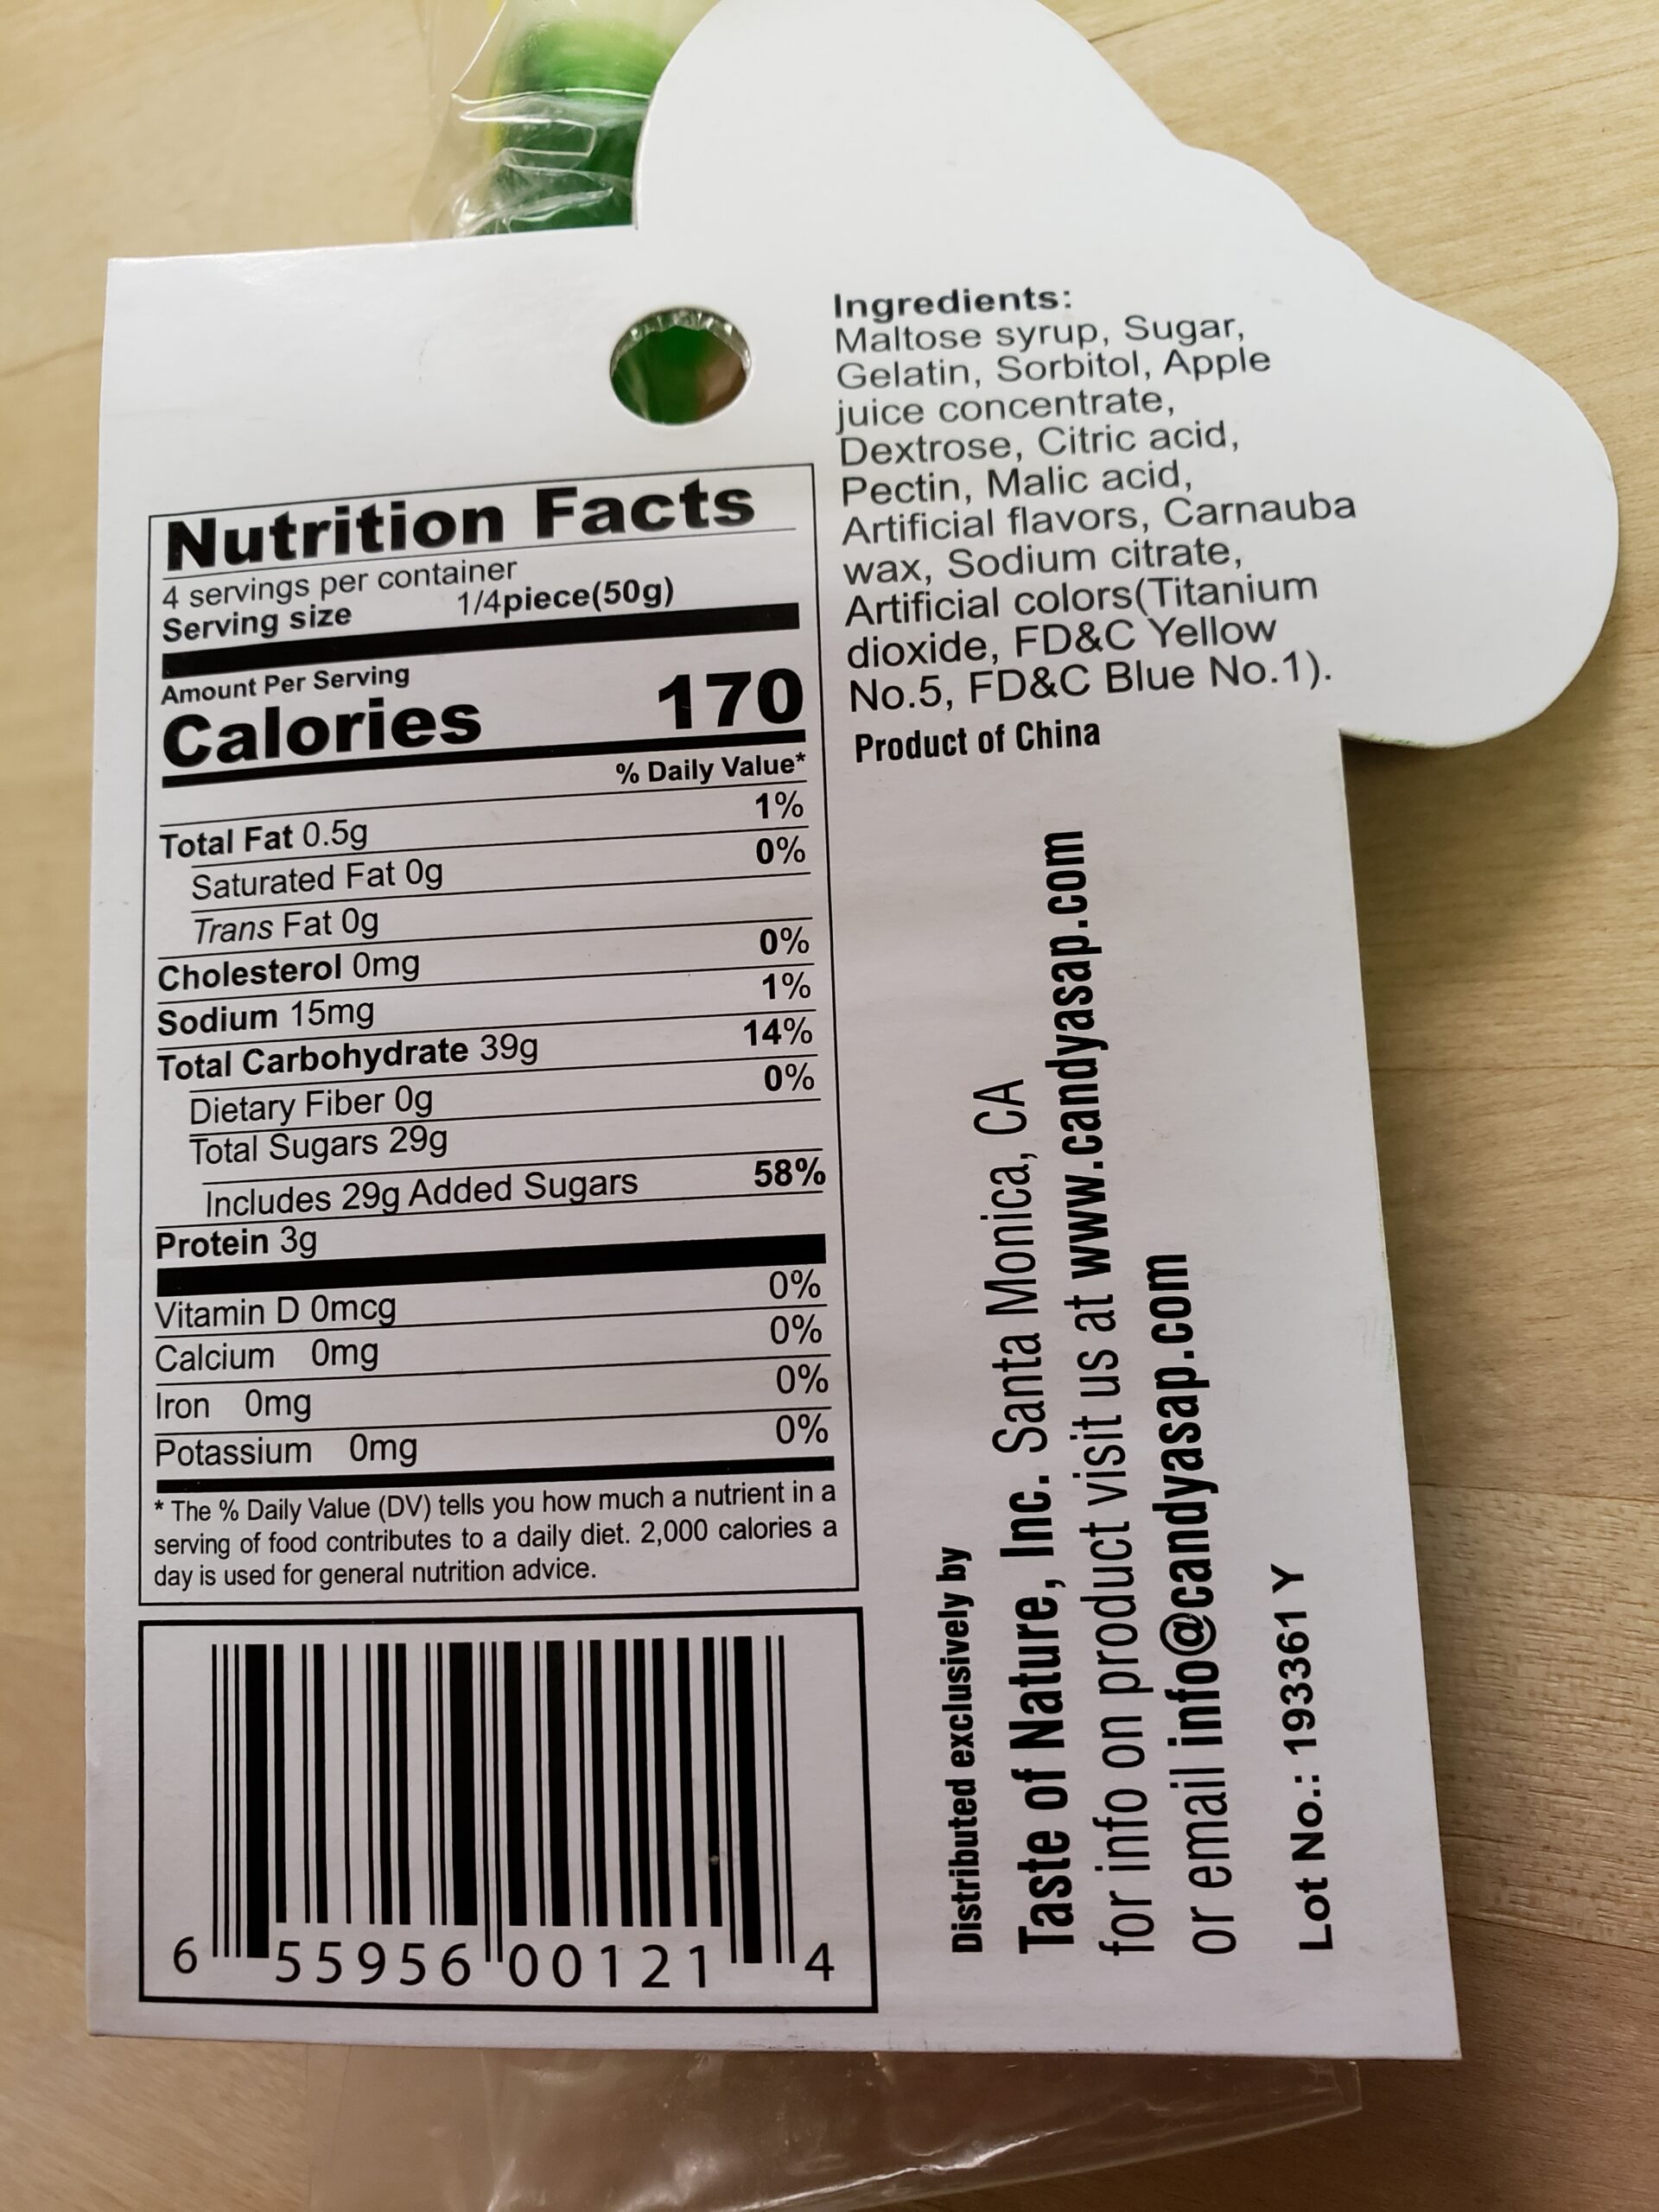 Nutrition Facts
4 servings per container
Serving size 1/4piece(50g)
Amount Per Serving
Calories 170
% Daily Value*
Total Fat 0.5g 1%
Saturated Fat 0g 0%
Trans Fat 0g
Cholesterol 0mg 0%
Sodium 15mg 1%
Total Carbohydrate 39g 14%
Dietary Fiber 0g 0%
Total Sugars 29g
Includes 29g Added Sugars 58%
Protein 3g
Vitamin D 0mcg 0%
Calcium 0mg 0%
Iron 0mg 0%
Potassium 0mg 0%
* The % Daily Value (DV) tells you how much a nutrient in a
serving of food contributes to a daily diet. 2,000 calories a
day is used for general nutrition advice.
6 55956 00121 4
Ingredients:
Maltose syrup, Sugar,
Gelatin, Sorbitol, Apple
juice concentrate,
Dextrose, Citric acid,
Pectin, Malic acid,
Artificial flavors, Carnauba
wax, Sodium citrate,
Artificial colors(Titanium
dioxide, FD&C Yellow
No.5, FD&C Blue No.1).
Product of China
Distributed exclusively by
Taste of Nature, Inc. Santa Monica, CA
for info on product visit us at www.candyasap.com
or email info@candyasap.com
Lot No.: 19361 Y